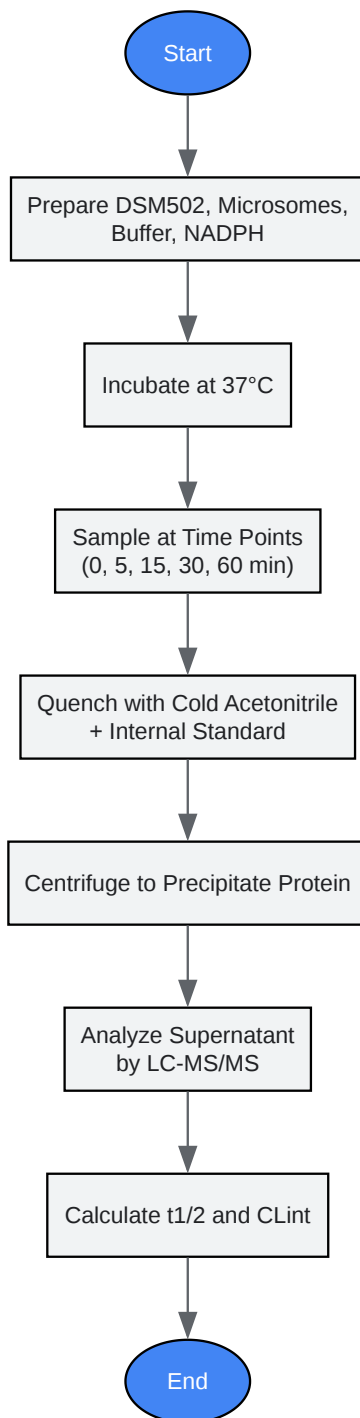 Start
Prepare DSM502, Microsomes,
Buffer, NADPH
Incubate at 37°C
Sample at Time Points
(0, 5, 15, 30, 60 min)
Quench with Cold Acetonitrile
+ Internal Standard
Centrifuge to Precipitate Protein
Analyze Supernatant
by LC-MS/MS
Calculate t1/2 and CLint
End